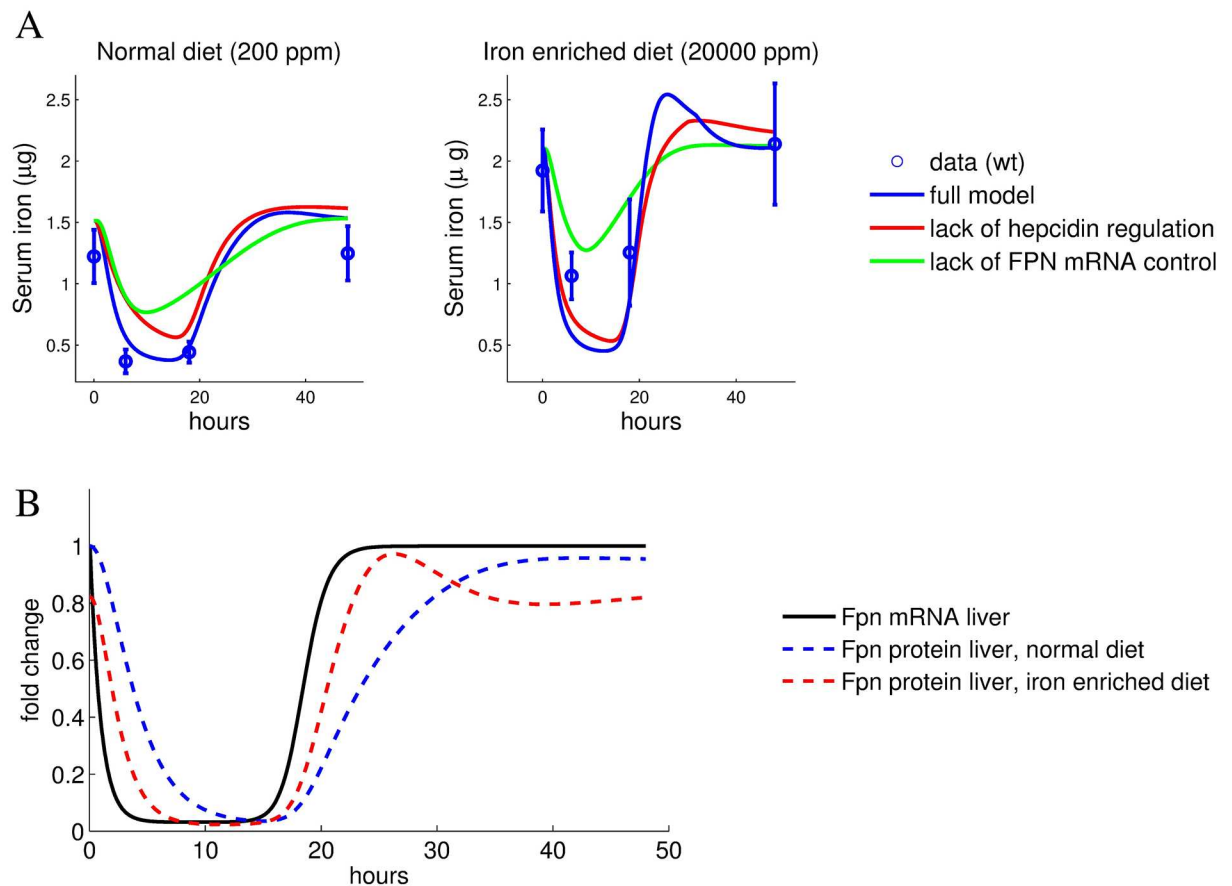 A
Normal diet (200 ppm)
Iron enriched diet (20000 ppm)
2.5
2
1.5
1
0.5
Serum iron (μg)
0
20
40
hours
2.5
2
1.5
1
0.5
Serum iron (μ g)
0
20
40
hours
data (wt)
full model
lack of hepcidin regulation
lack of FPN mRNA control
B
1
0.8
0.6
0.4
0.2
0
fold change
0
10
20
30
40
50
hours
Fpn mRNA liver
Fpn protein liver, normal diet
Fpn protein liver, iron enriched diet